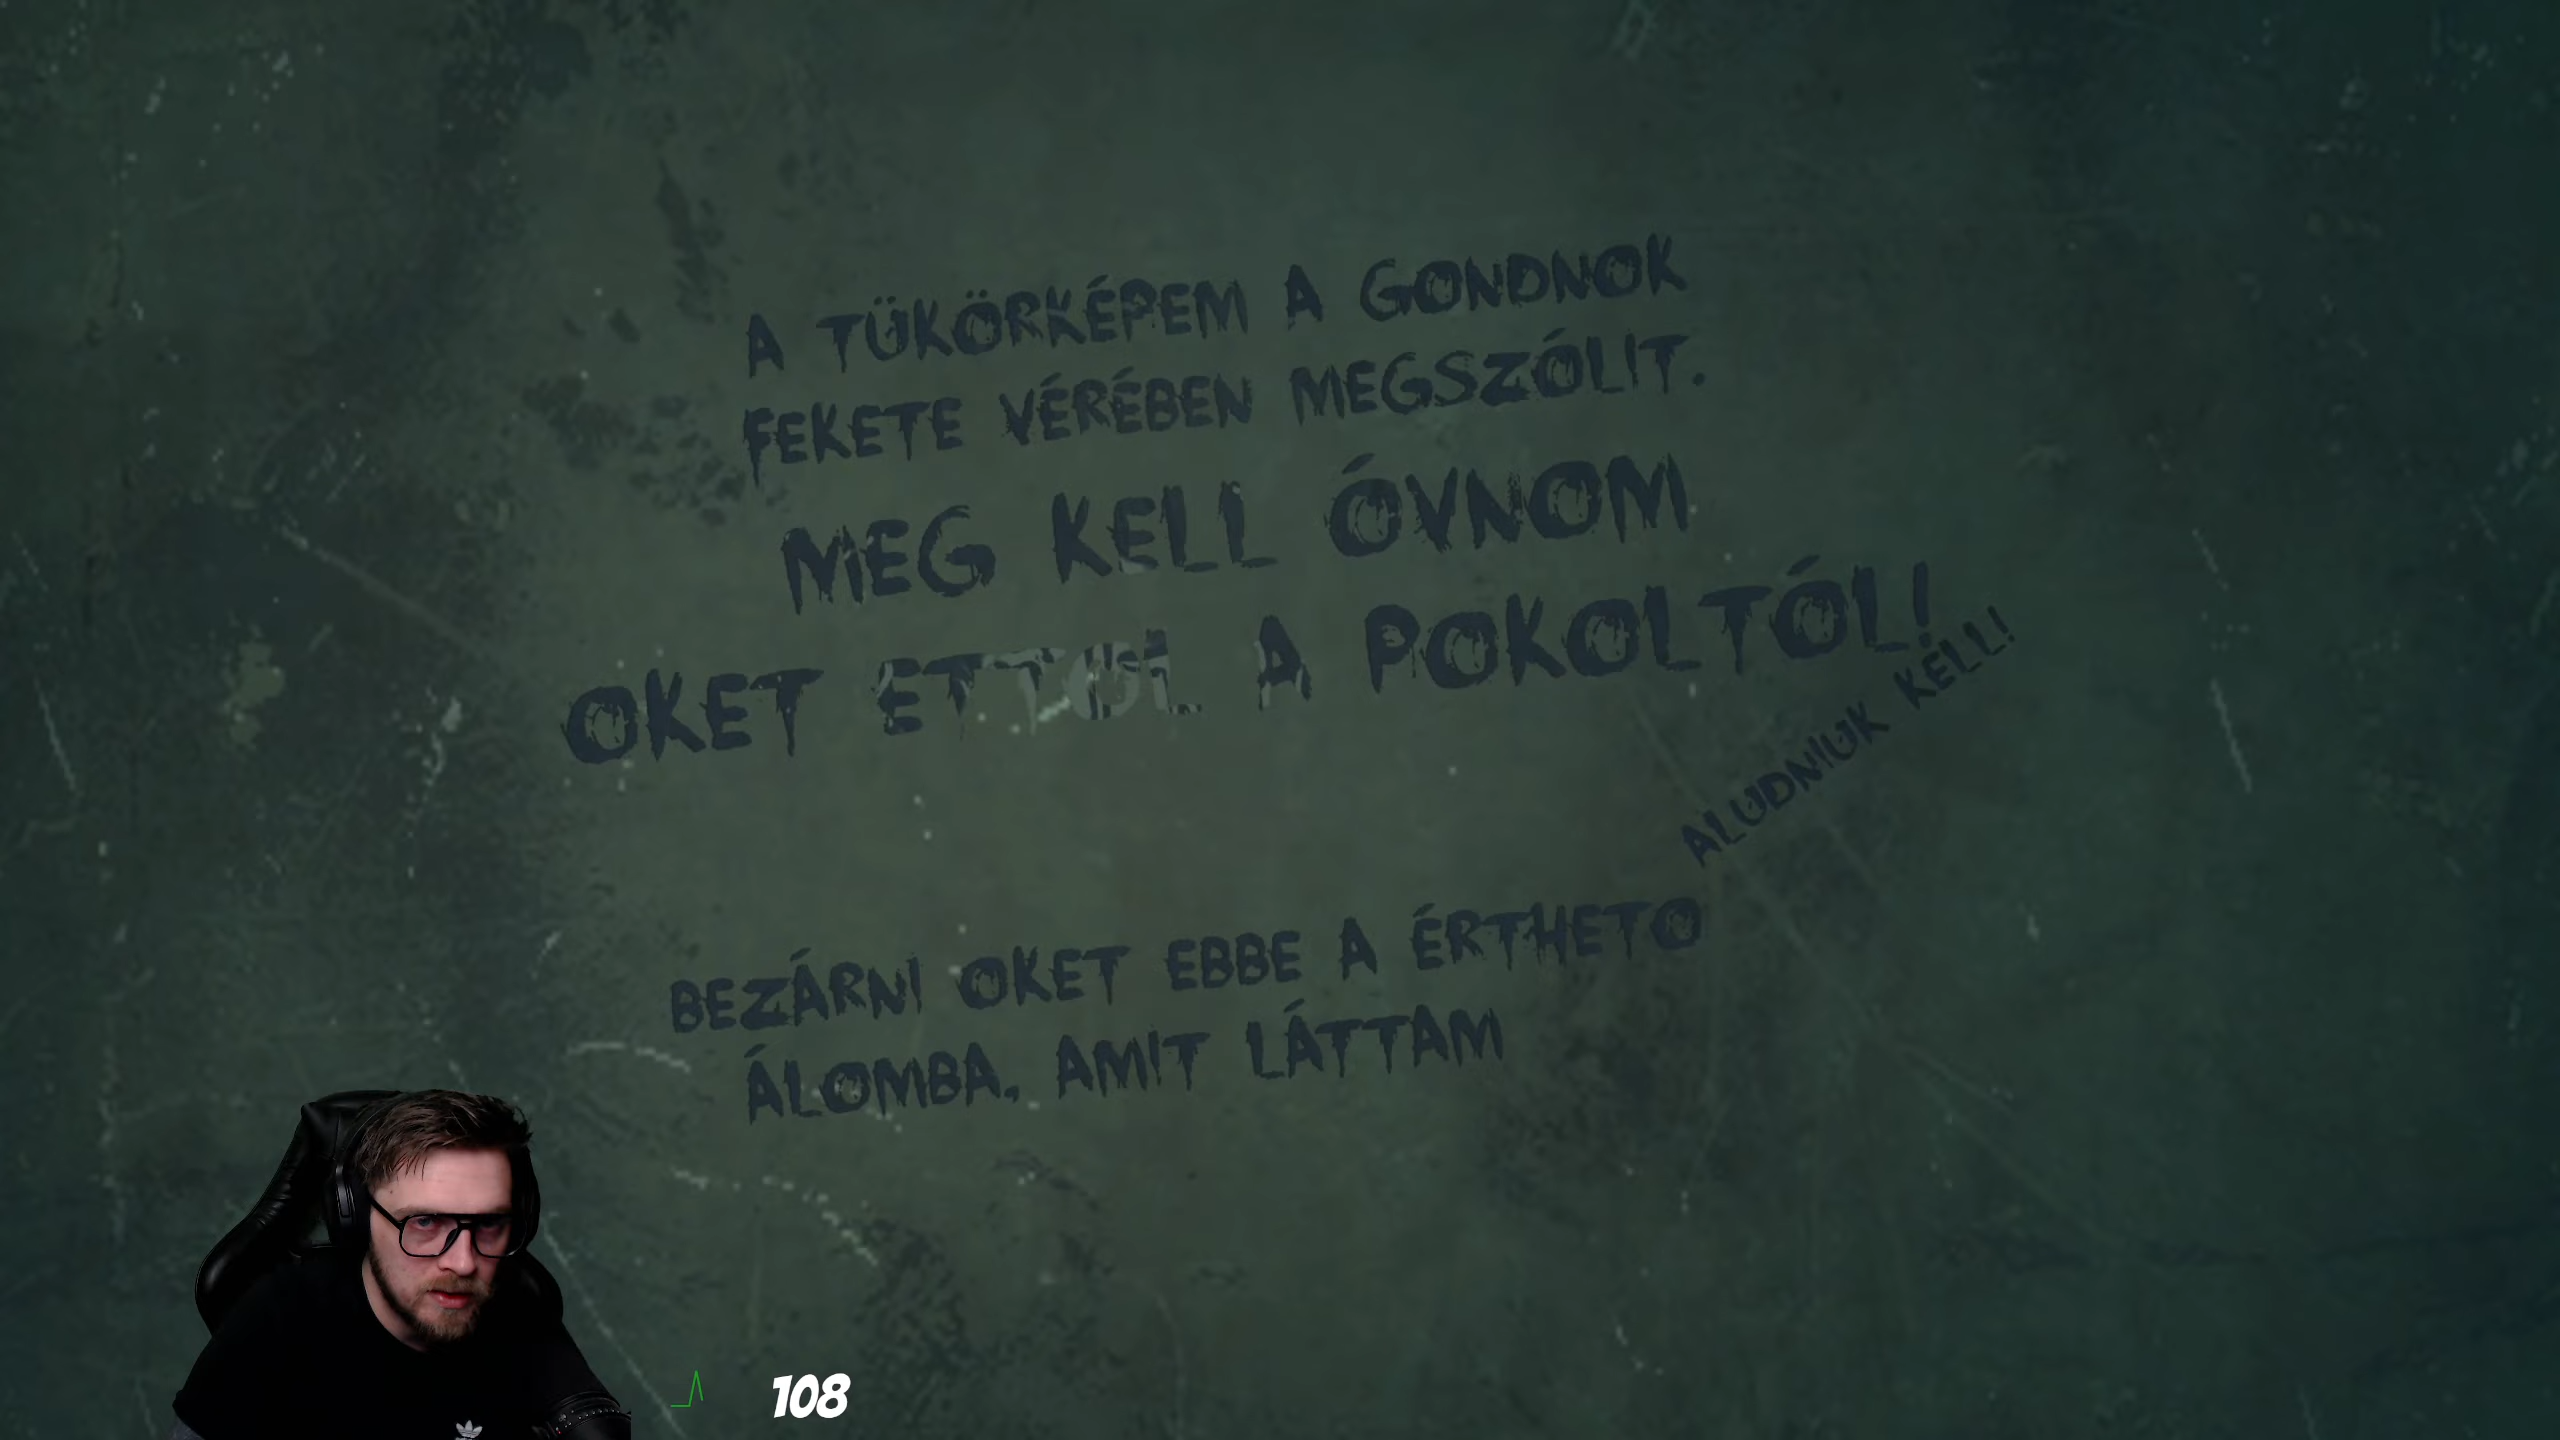 A TÜKÖRKÉPEM A GONDNOK
FEKETE VÉRÉBEN MEGSZÓLIT.
MEG KELL ÓVNOM
OKET ETTOL A POKOLTÓL!
ALUDNIUK KELL!
BEZÁRNI OKET EBBE A ÉRTHETO
ÁLOMBA, AMIT LÁTTAM
108